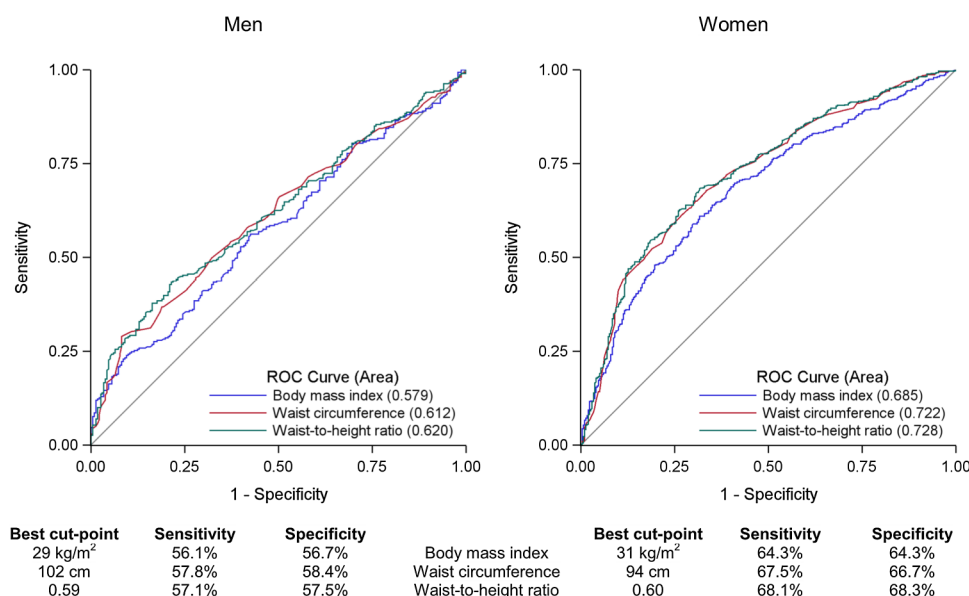 Men
Women
1.00
0.75
0.50
0.25
0.00
Sensitivity
ROC Curve (Area)
Body mass index (0.579)
Waist circumference (0.612)
Waist-to-height ratio (0.620)
0.00 0.25 0.50 0.75 1.00
1 - Specificity
1.00
0.75
0.50
0.25
0.00
Sensitivity
ROC Curve (Area)
Body mass index (0.685)
Waist circumference (0.722)
Waist-to-height ratio (0.728)
0.00 0.25 0.50 0.75 1.00
1 - Specificity
Best cut-point Sensitivity Specificity Best cut-point Sensitivity Specificity
29 kg/m² 56.1% 56.7% Body mass index 31 kg/m² 64.3% 64.3%
102 cm 57.8% 58.4% Waist circumference 94 cm 67.5% 66.7%
0.59 57.1% 57.5% Waist-to-height ratio 0.60 68.1% 68.3%